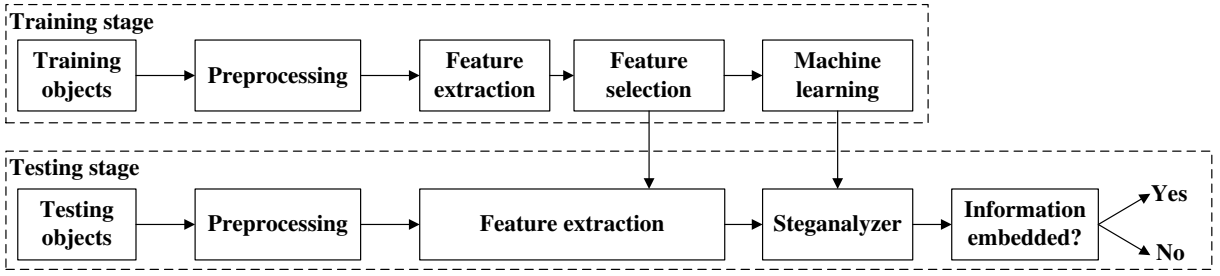 Training stage
Training
objects
Preprocessing
Feature
extraction
Feature
selection
Machine
learning
Testing stage
Testing
objects
Preprocessing
Feature extraction
Steganalyzer
Information
embedded?
Yes
No